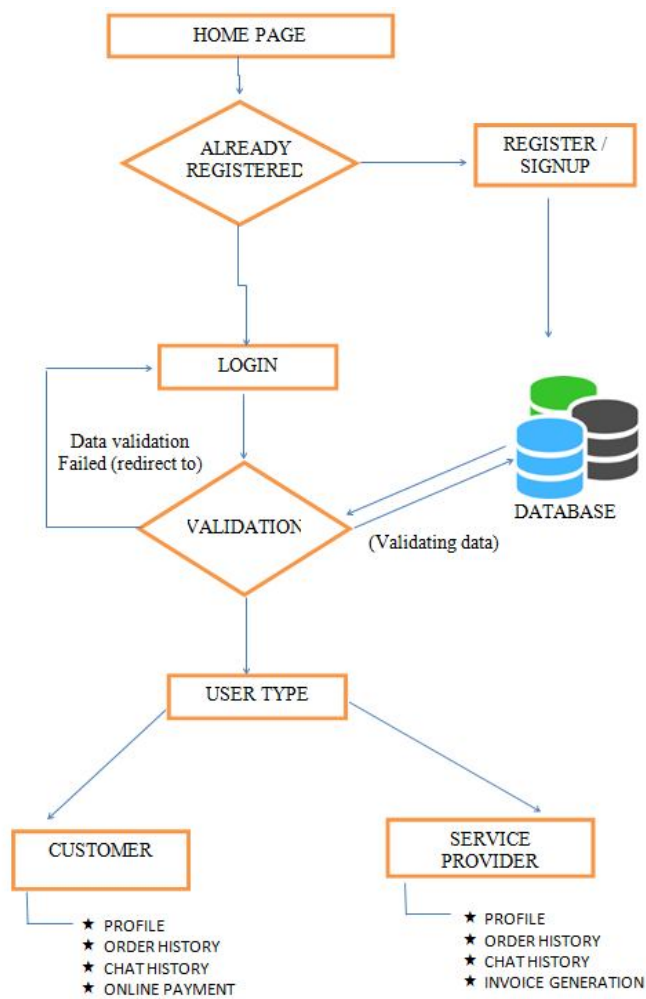 HOME PAGE
ALREADY
REGISTERED
REGISTER /
SIGNUP
LOGIN
Data validation
Failed (redirect to)
VALIDATION
DATABASE
(Validating data)
USER TYPE
CUSTOMER
SERVICE
PROVIDER
★ PROFILE
★ ORDER HISTORY
★ CHAT HISTORY
★ ONLINE PAYMENT
★ PROFILE
★ ORDER HISTORY
★ CHAT HISTORY
★ INVOICE GENERATION